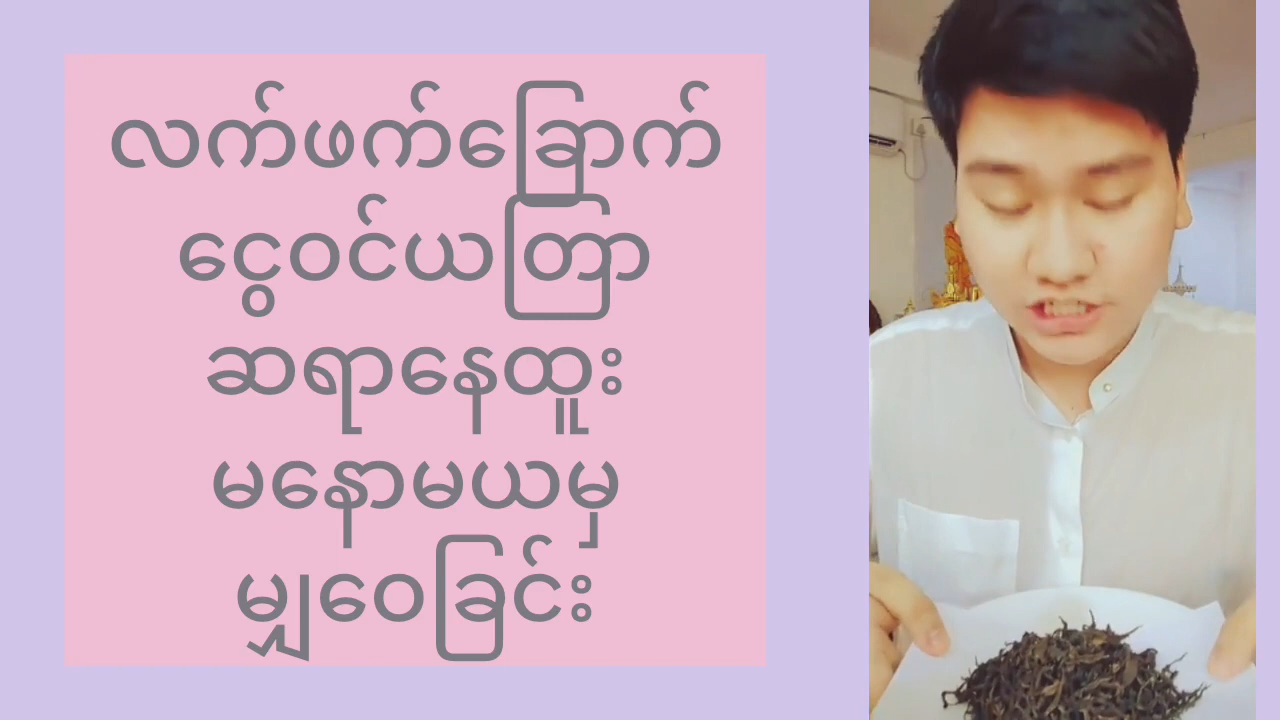 လက်ဖက်ခြောက်
ငွေဝင်ယတြာ
ဆရာနေထူး
မနောမယမှ
မျှဝေခြင်း